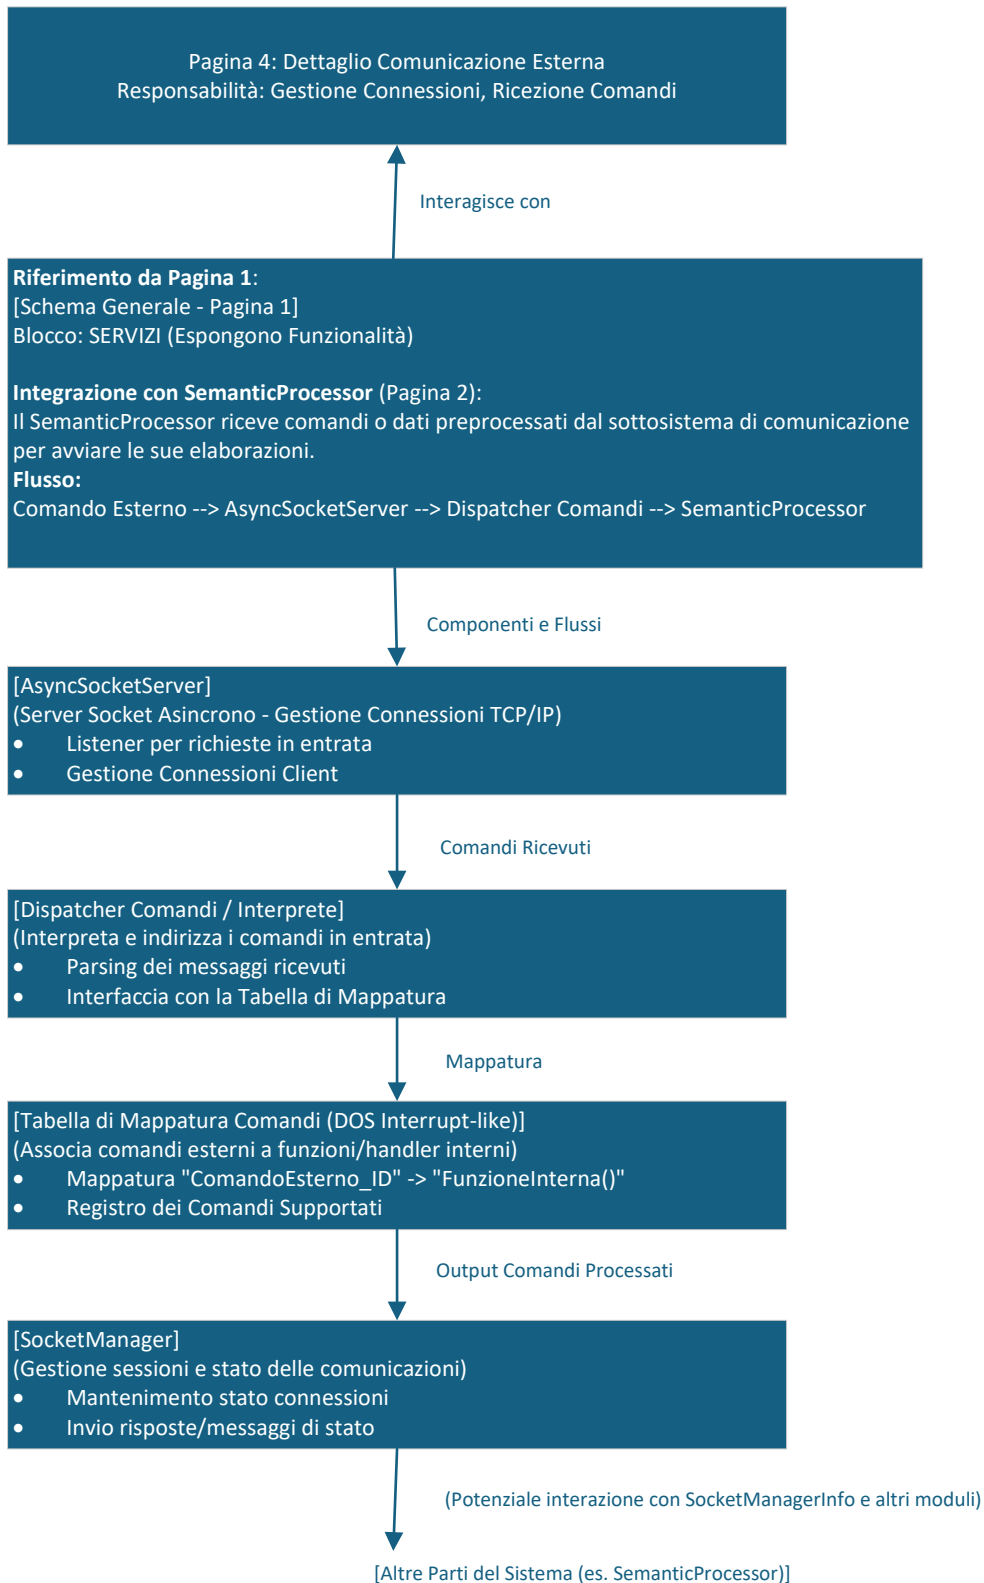 Pagina 4: Dettaglio Comunicazione Esterna
Responsabilità: Gestione Connessioni, Ricezione Comandi
Interagisce con
Riferimento da Pagina 1:
[Schema Generale - Pagina 1]
Blocco: SERVIZI (Espongono Funzionalità)
Integrazione con SemanticProcessor (Pagina 2):
Il SemanticProcessor riceve comandi o dati preprocessati dal sottosistema di comunicazione
per avviare le sue elaborazioni.
Flusso:
Comando Esterno --> AsyncSocketServer --> Dispatcher Comandi --> SemanticProcessor
Componenti e Flussi
[AsyncSocketServer]
(Server Socket Asincrono - Gestione Connessioni TCP/IP)
• Listener per richieste in entrata
• Gestione Connessioni Client
Comandi Ricevuti
[Dispatcher Comandi / Interprete]
(Interpreta e indirizza i comandi in entrata)
• Parsing dei messaggi ricevuti
• Interfaccia con la Tabella di Mappatura
Mappatura
[Tabella di Mappatura Comandi (DOS Interrupt-like)]
(Associa comandi esterni a funzioni/handler interni)
• Mappatura "ComandoEsterno_ID" -> "FunzioneInterna()"
• Registro dei Comandi Supportati
Output Comandi Processati
[SocketManager]
(Gestione sessioni e stato delle comunicazioni)
• Mantenimento stato connessioni
• Invio risposte/messaggi di stato
(Potenziale interazione con SocketManagerInfo e altri moduli)
[Altre Parti del Sistema (es. SemanticProcessor)]